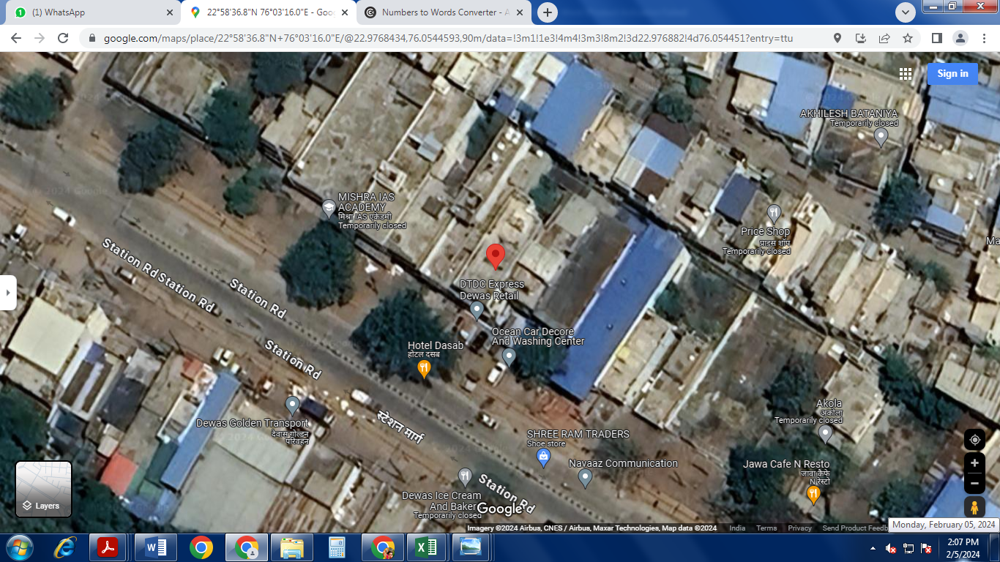 (1) WhatsApp
22°58'36.8"N 76°03'16.0"E - Goo
Numbers to Words Converter - A
google.com/maps/place/22°58'36.8"N+76°03'16.0"E/@22.9768434,76.0544593,90m/data=!3m1!1e3!4m4!3m3!8m2!3d22.976882!4d76.054451?entry=ttu
Sign in
AKHILESH BATANIYA
Temporarily closed
MISHRA IAS
ACADEMY
मिश्रा IAS एकेडमी
Temporarily closed
Price Shop
प्राइस शॉप
Temporarily closed
Ma
Station Rd
Station Rd
Station Rd
DTDC Express
Dewas Retail
Ocean Car Decore
And Washing Center
Hotel Dasab
होटल दसब
Station Rd
Dewas Golden Transport
देवास गोल्डन
परिवहन
स्टेशन मार्ग
Akola
अकोला
Temporarily closed
SHREE RAM TRADERS
Shoe store
Navaaz Communication
Jawa Cafe N Resto
जावा कैफे
N रेस्टो
Dewas Ice Cream
And Baker
Temporarily closed
Station Rd
Layers
Google
Imagery ©2024 Airbus, CNES / Airbus, Maxar Technologies, Map data ©2024 India Terms Privacy Send Product Feedb
Monday, February 05, 2024
2:07 PM
2/5/2024